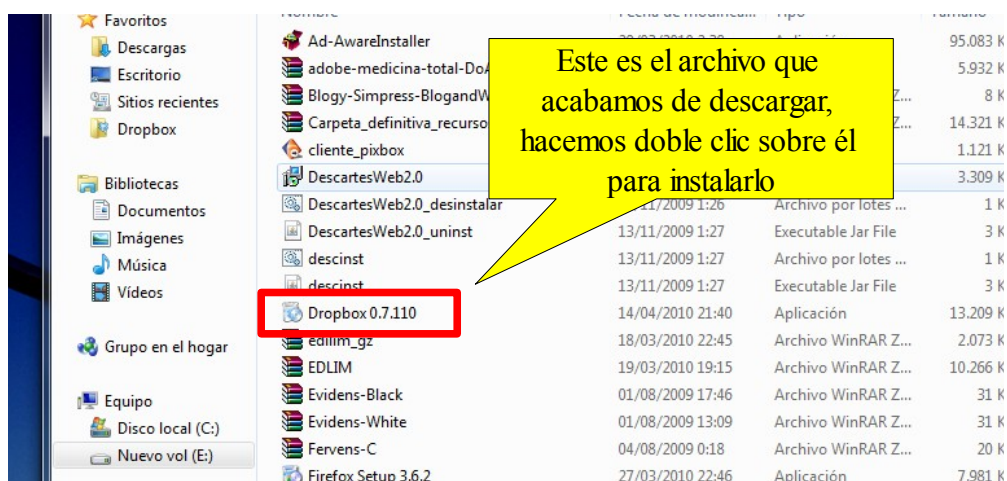 Favoritos
Descargas
Escritorio
Sitios recientes
Dropbox
Bibliotecas
Documentos
Imágenes
Música
Vídeos
Grupo en el hogar
Equipo
Disco local (C:)
Nuevo vol (E:)
Nombre
Tipo
Tamaño
Ad-AwareInstaller 95.083 K
adobe-medicina-total-DoA 5.932 K
Blogy-Simpress-BlogandW Z... 8 K
Carpeta_definitiva_recurso Z... 14.321 K
cliente_pixbox 1.121 K
DescartesWeb2.0 3.309 K
DescartesWeb2.0_desinstalar 11/2009 1:26 Archivo por lotes ... 1 K
DescartesWeb2.0_uninst 13/11/2009 1:27 Executable Jar File 3 K
descinst 13/11/2009 1:27 Archivo por lotes ... 1 K
descinst 13/11/2009 1:27 Executable Jar File 3 K
Dropbox 0.7.110 14/04/2010 21:40 Aplicación 13.209 K
edilim_gz 18/03/2010 22:45 Archivo WinRAR Z... 2.073 K
EDLIM 19/03/2010 19:15 Archivo WinRAR Z... 10.266 K
Evidens-Black 01/08/2009 17:46 Archivo WinRAR Z... 31 K
Evidens-White 01/08/2009 13:09 Archivo WinRAR Z... 31 K
Fervens-C 04/08/2009 0:18 Archivo WinRAR Z... 20 K
Firefox Setup 3.6.2 27/03/2010 22:46 Aplicación 7.981 K
Este es el archivo que
acabamos de descargar,
hacemos doble clic sobre él
para instalarlo